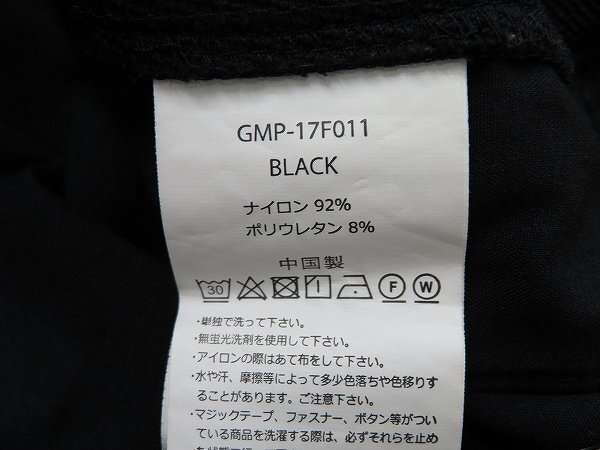 GMP-17F011
BLACK
ナイロン 92%
ポリウレタン 8%
中国製
30 F W
・単独で洗って下さい。
・無蛍光洗剤を使用して下さい。
・アイロンの際はあて布をして下さい。
・水や汗、摩擦等によって多少色落ちや色移りす
ることがあります。ご注意下さい。
・マジックテープ、ファスナー、ボタン等がつい
ている商品を洗濯する際は、必ずそれらを止め